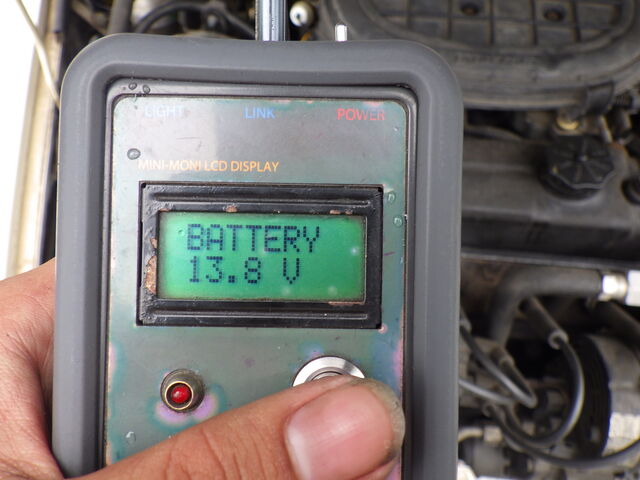 LIGHT LINK POWER
MINI-MONI LCD DISPLAY
BATTERY
13.8 V